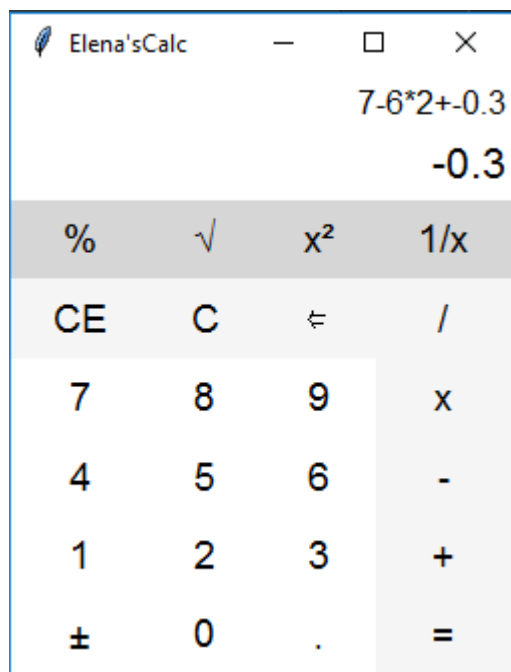 Elena'sCalc
7-6*2+-0.3
-0.3
% √ x² 1/x
CE C ⇐ /
7 8 9 x
4 5 6 -
1 2 3 +
± 0 . =